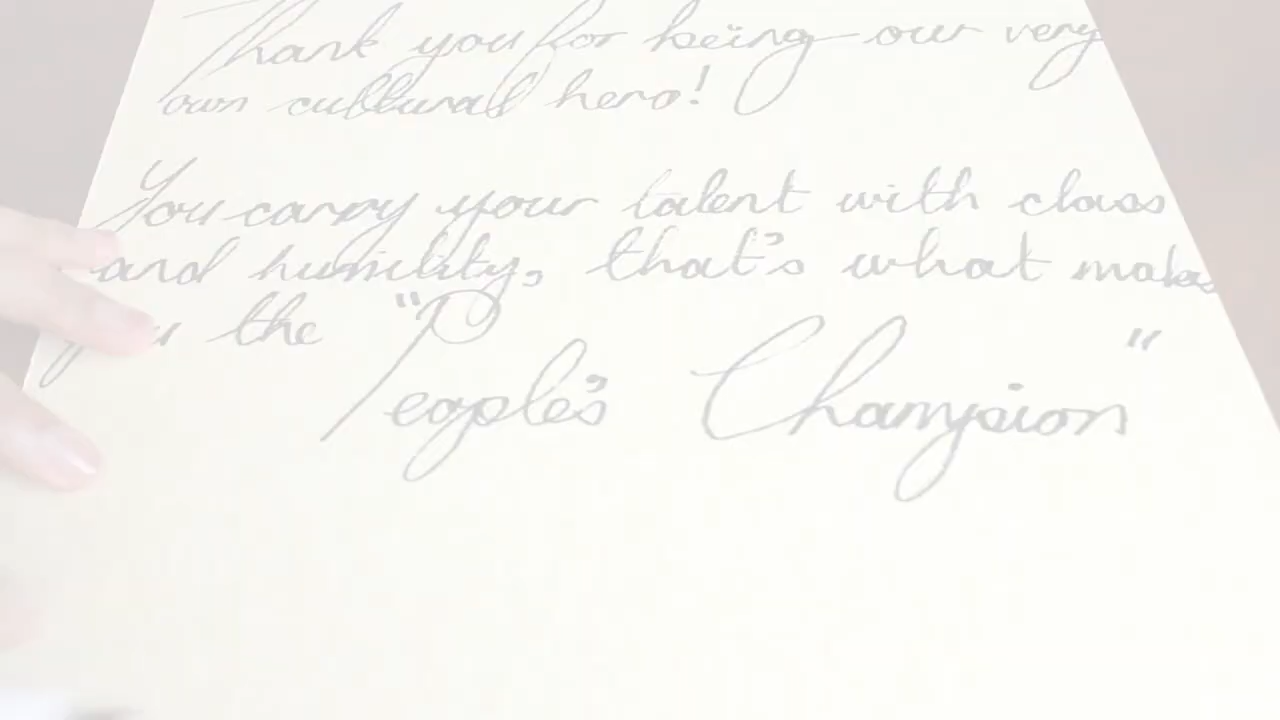 Thank you for being our very
own cultural hero!
You carry your talent with class
and humility, that's what makes
the "People's Champion"